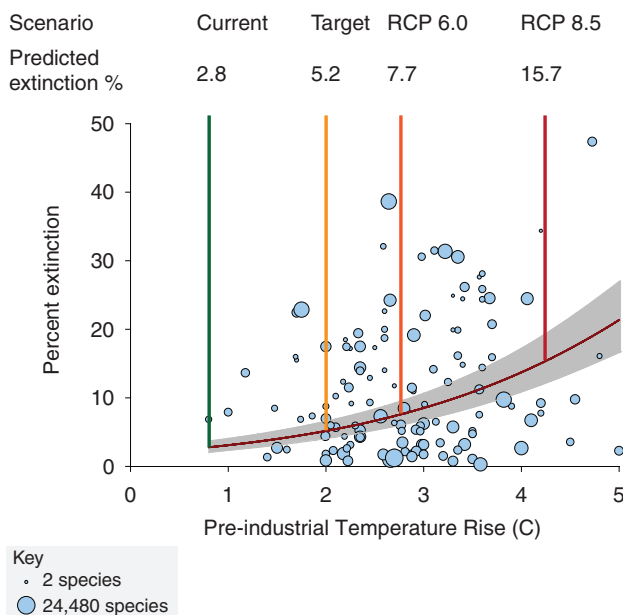 Scenario Current Target RCP 6.0 RCP 8.5
Predicted
extinction % 2.8 5.2 7.7 15.7
50
40
30
20
10
0
Percent extinction
0 1 2 3 4 5
Pre-industrial Temperature Rise (C)
Key
2 species
24,480 species